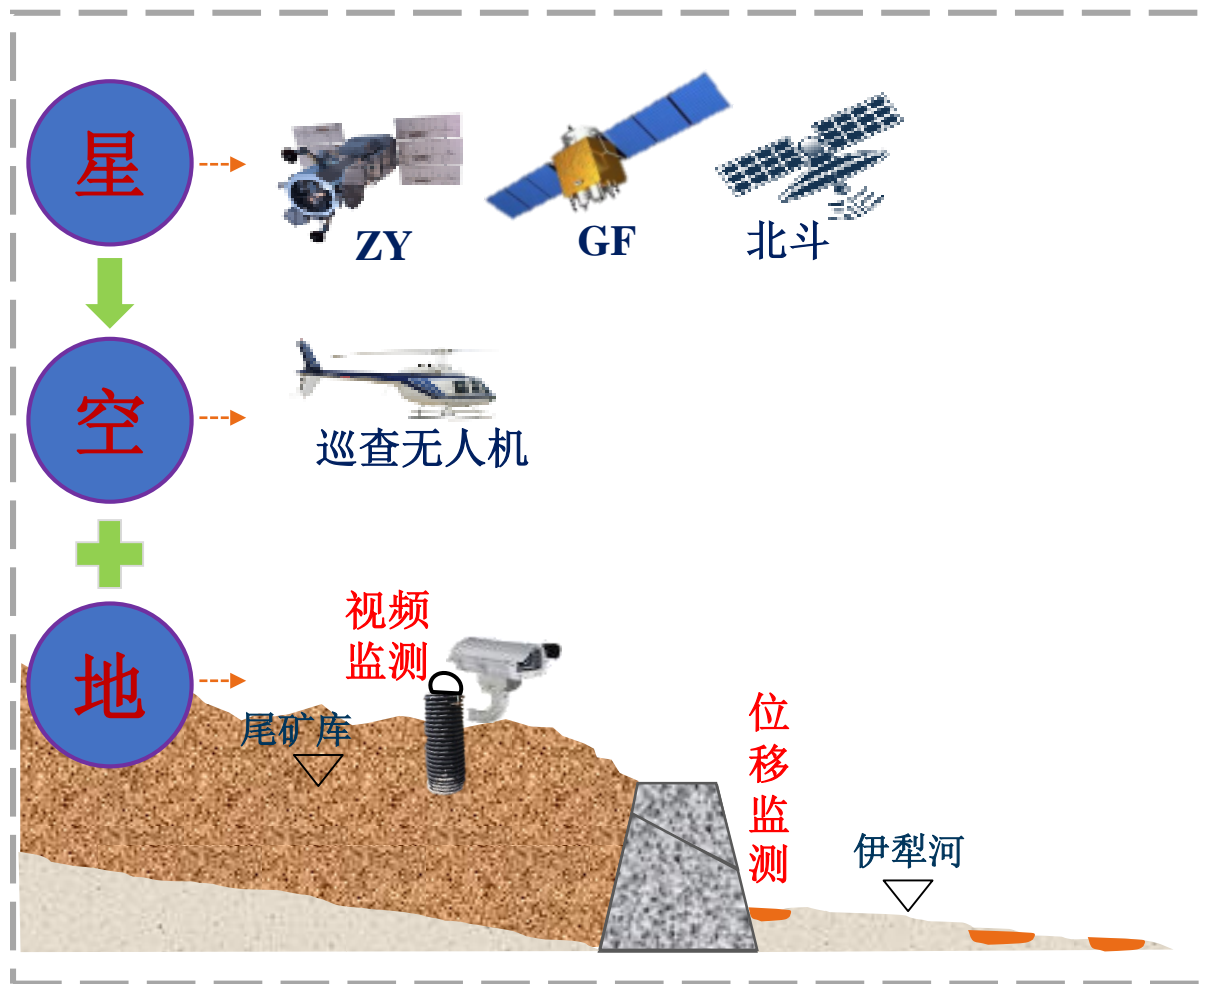 星
ZY
GF
北斗
空
巡查无人机
地
视频
监测
尾矿库
位
移
监
测
伊犁河